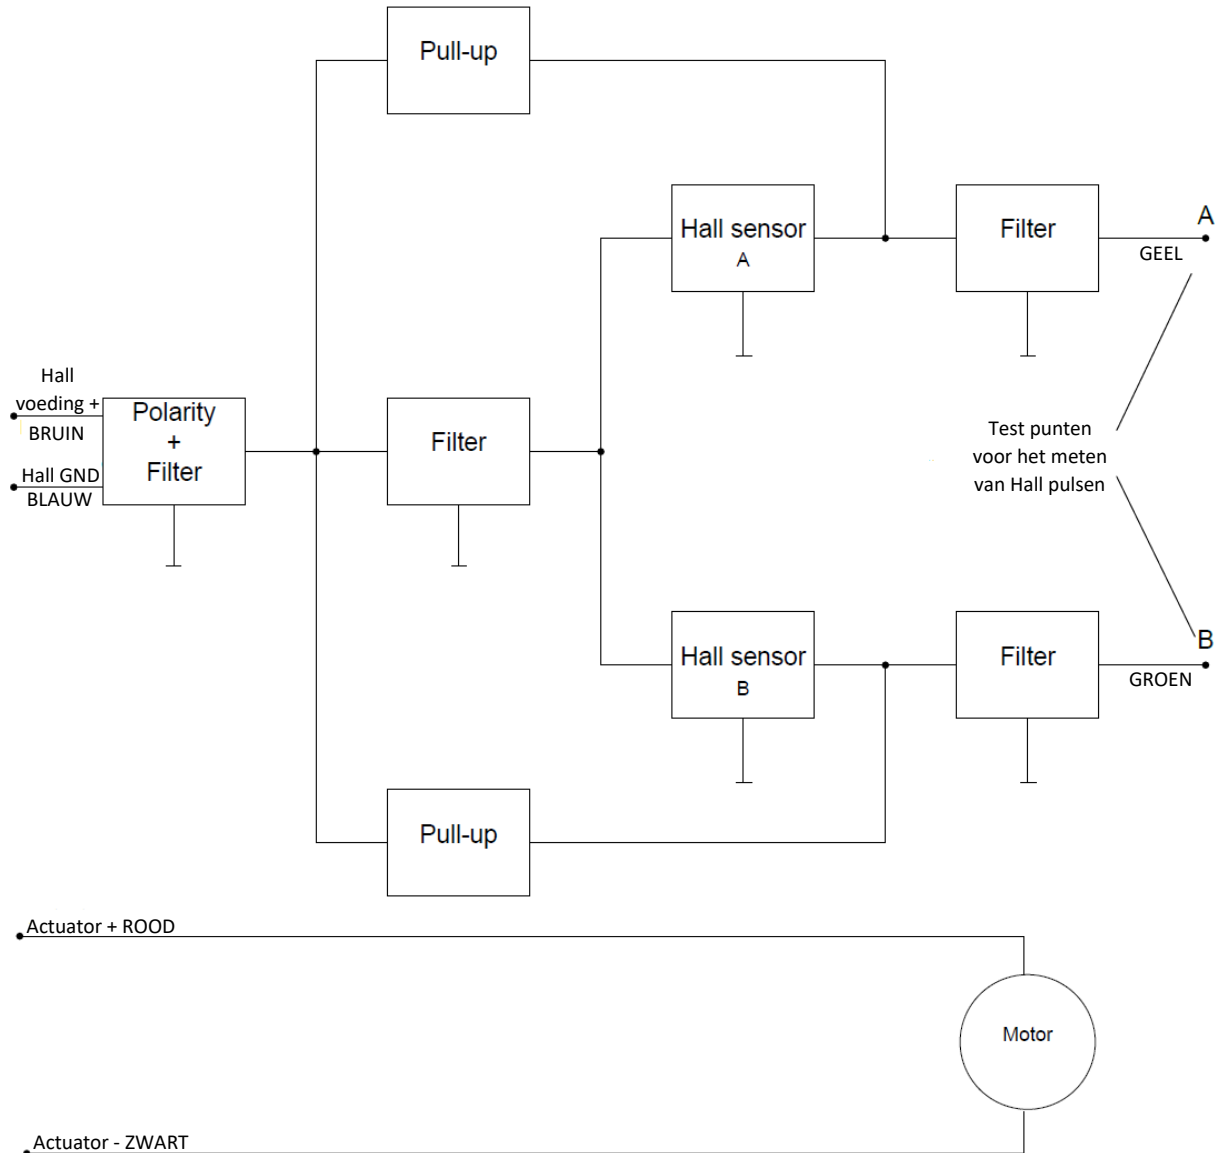 Pull-up
Hall sensor
A
Filter
A
GEEL
Hall
voeding +
BRUIN
Hall GND
BLAUW
Polarity
+
Filter
Filter
Test punten
voor het meten
van Hall pulsen
Hall sensor
B
Filter
B
GROEN
Pull-up
Actuator + ROOD
Motor
Actuator - ZWART